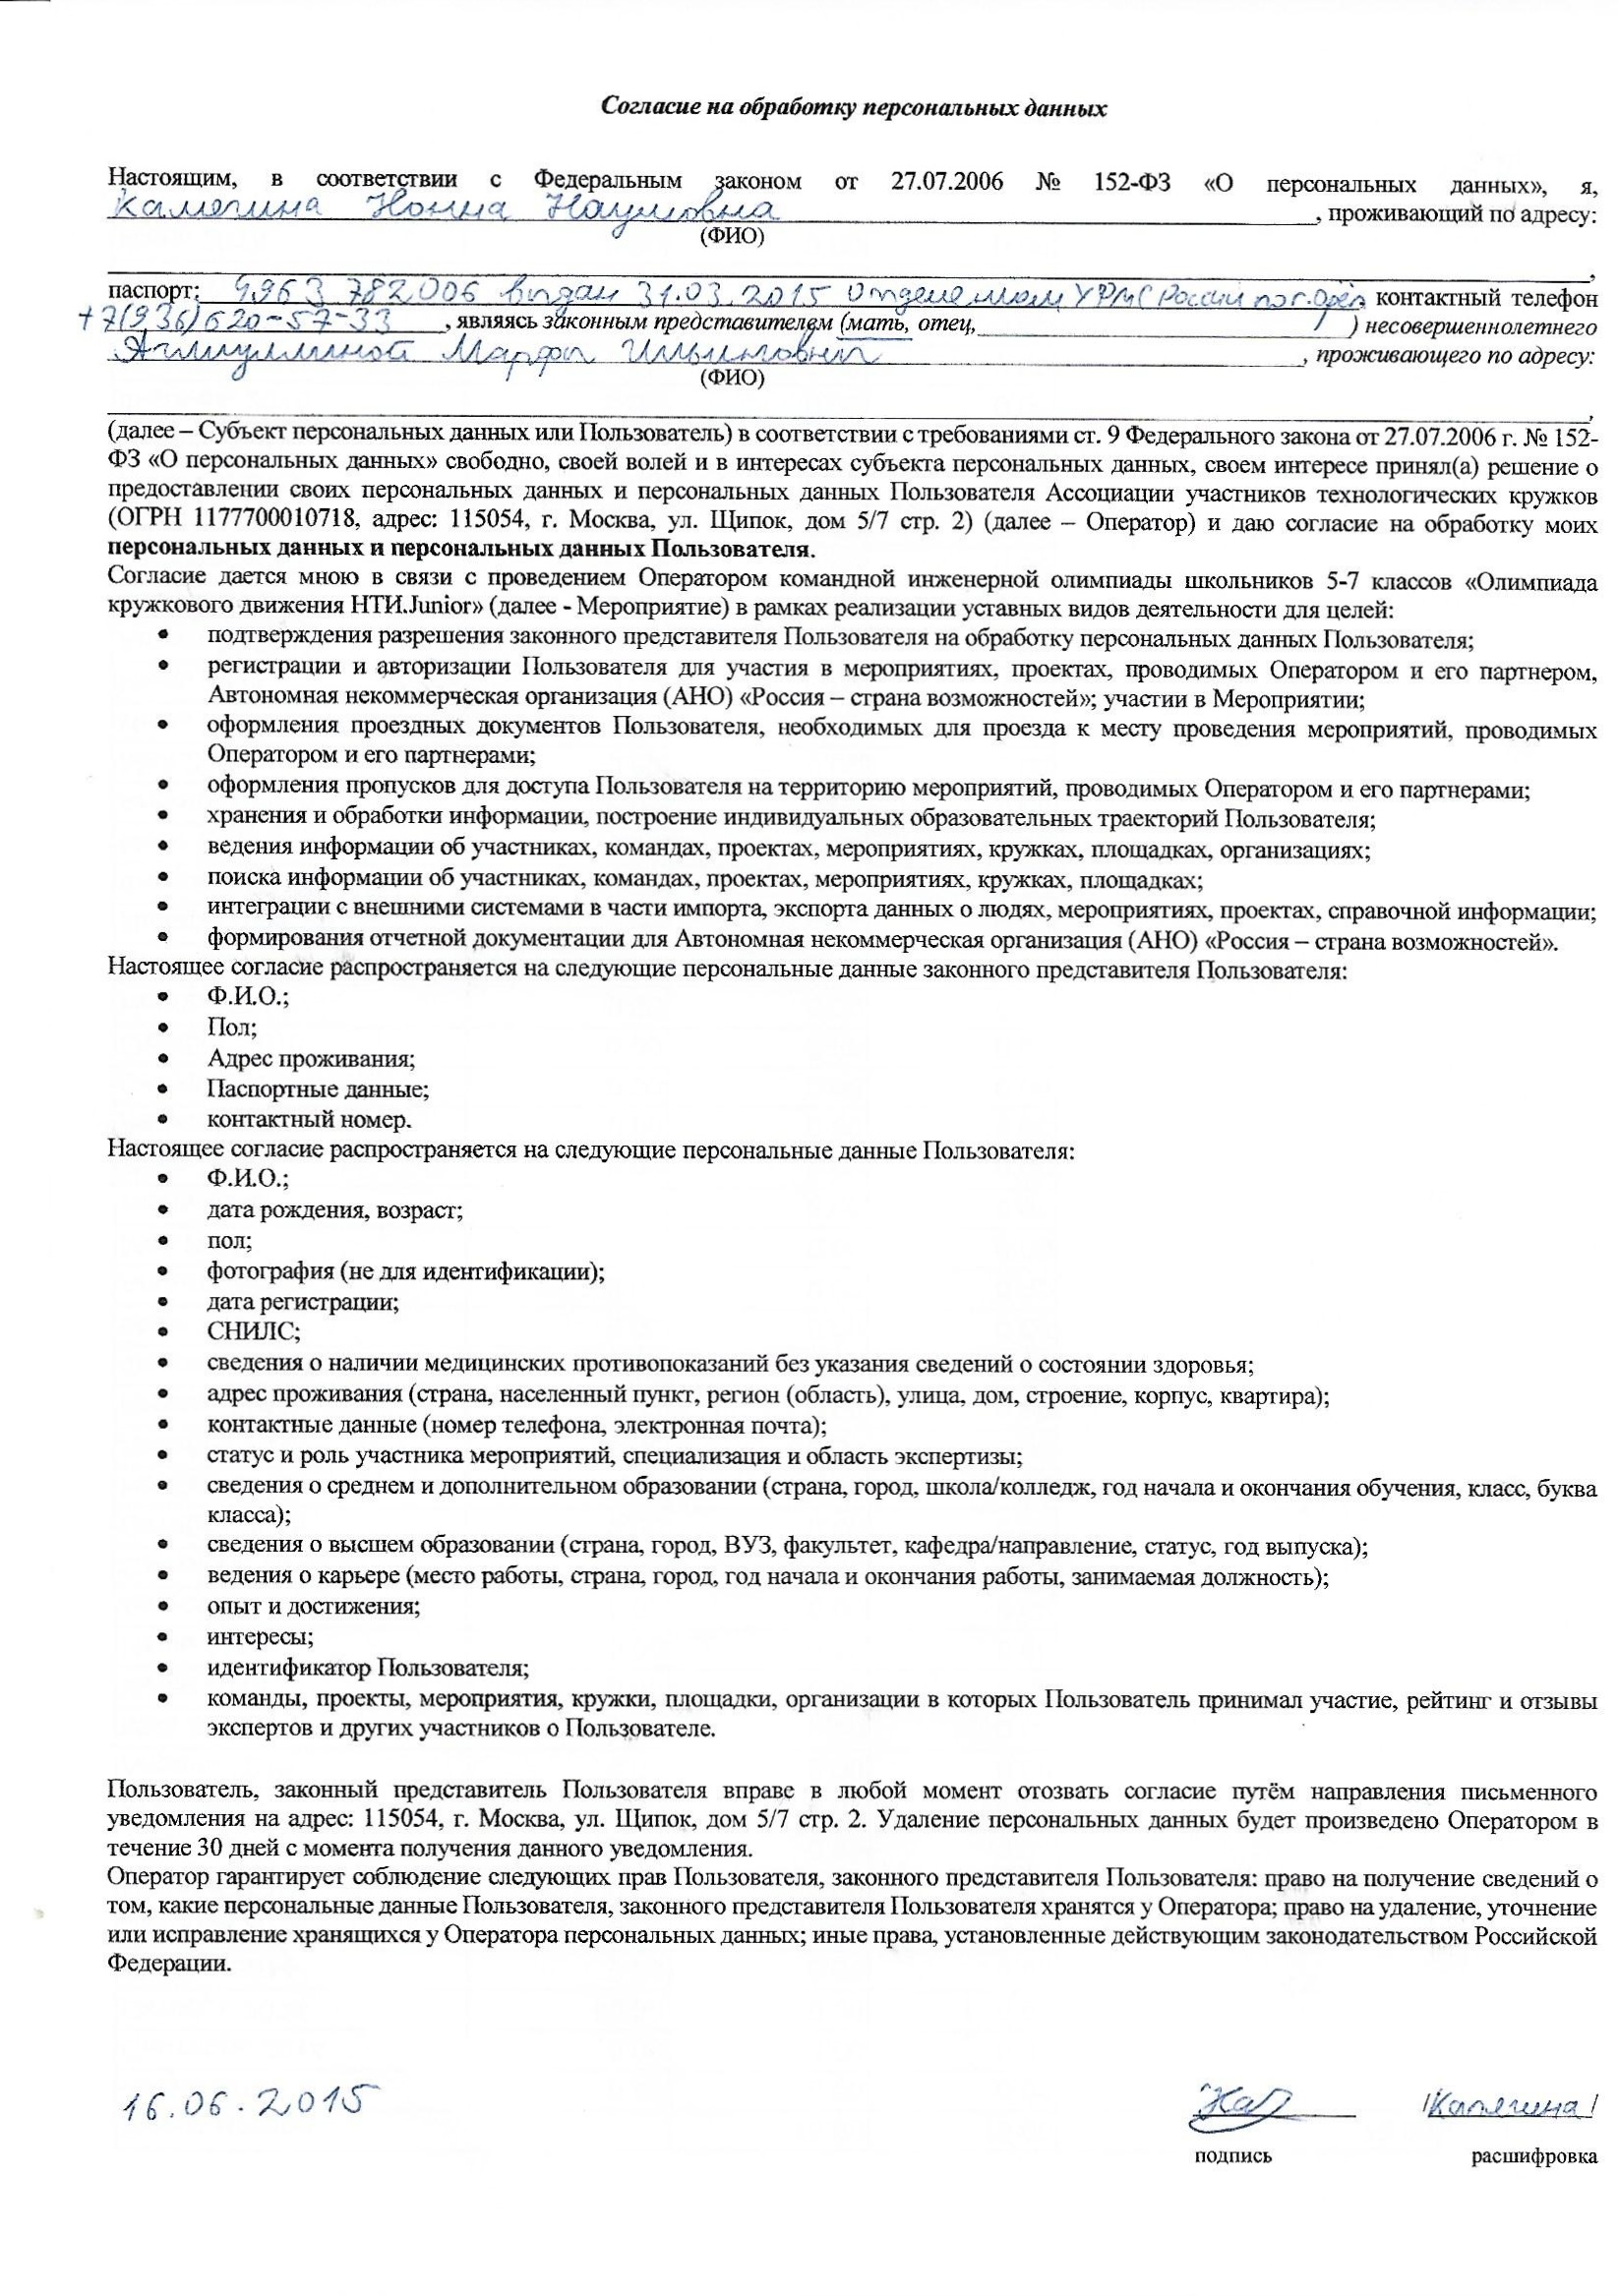 Согласие на обработку персональных данных
Настоящим, в соответствии с Федеральным законом от 27.07.2006 № 152-ФЗ «О персональных данных», я,
Калягина Нонна Наумовна, проживающий по адресу:
(ФИО)
,
паспорт: 9963 782006 выдан 31.03.2015 Отделением УФМС России по г. Орёл контактный телефон
+7(936)620-57-33, являясь законным представителем (мать, отец, ) несовершеннолетнего
Марфы Ильиничны, проживающего по адресу:
(ФИО)
,
(далее – Субъект персональных данных или Пользователь) в соответствии с требованиями ст. 9 Федерального закона от 27.07.2006 г. № 152-
ФЗ «О персональных данных» свободно, своей волей и в интересах субъекта персональных данных, своем интересе принял(а) решение о
предоставлении своих персональных данных и персональных данных Пользователя Ассоциации участников технологических кружков
(ОГРН 1177700010718, адрес: 115054, г. Москва, ул. Щипок, дом 5/7 стр. 2) (далее – Оператор) и даю согласие на обработку моих
персональных данных и персональных данных Пользователя.
Согласие дается мною в связи с проведением Оператором командной инженерной олимпиады школьников 5-7 классов «Олимпиада
кружкового движения НТИ.Junior» (далее - Мероприятие) в рамках реализации уставных видов деятельности для целей:
• подтверждения разрешения законного представителя Пользователя на обработку персональных данных Пользователя;
• регистрации и авторизации Пользователя для участия в мероприятиях, проектах, проводимых Оператором и его партнером,
Автономная некоммерческая организация (АНО) «Россия – страна возможностей»; участии в Мероприятии;
• оформления проездных документов Пользователя, необходимых для проезда к месту проведения мероприятий, проводимых
Оператором и его партнерами;
• оформления пропусков для доступа Пользователя на территорию мероприятий, проводимых Оператором и его партнерами;
• хранения и обработки информации, построение индивидуальных образовательных траекторий Пользователя;
• ведения информации об участниках, командах, проектах, мероприятиях, кружках, площадках, организациях;
• поиска информации об участниках, командах, проектах, мероприятиях, кружках, площадках;
• интеграции с внешними системами в части импорта, экспорта данных о людях, мероприятиях, проектах, справочной информации;
• формирования отчетной документации для Автономная некоммерческая организация (АНО) «Россия – страна возможностей».
Настоящее согласие распространяется на следующие персональные данные законного представителя Пользователя:
• Ф.И.О.;
• Пол;
• Адрес проживания;
• Паспортные данные;
• контактный номер.
Настоящее согласие распространяется на следующие персональные данные Пользователя:
• Ф.И.О.;
• дата рождения, возраст;
• пол;
• фотография (не для идентификации);
• дата регистрации;
• СНИЛС;
• сведения о наличии медицинских противопоказаний без указания сведений о состоянии здоровья;
• адрес проживания (страна, населенный пункт, регион (область), улица, дом, строение, корпус, квартира);
• контактные данные (номер телефона, электронная почта);
• статус и роль участника мероприятий, специализация и область экспертизы;
• сведения о среднем и дополнительном образовании (страна, город, школа/колледж, год начала и окончания обучения, класс, буква
класса);
• сведения о высшем образовании (страна, город, ВУЗ, факультет, кафедра/направление, статус, год выпуска);
• ведения о карьере (место работы, страна, город, год начала и окончания работы, занимаемая должность);
• опыт и достижения;
• интересы;
• идентификатор Пользователя;
• команды, проекты, мероприятия, кружки, площадки, организации в которых Пользователь принимал участие, рейтинг и отзывы
экспертов и других участников о Пользователе.
Пользователь, законный представитель Пользователя вправе в любой момент отозвать согласие путём направления письменного
уведомления на адрес: 115054, г. Москва, ул. Щипок, дом 5/7 стр. 2. Удаление персональных данных будет произведено Оператором в
течение 30 дней с момента получения данного уведомления.
Оператор гарантирует соблюдение следующих прав Пользователя, законного представителя Пользователя: право на получение сведений о
том, какие персональные данные Пользователя, законного представителя Пользователя хранятся у Оператора; право на удаление, уточнение
или исправление хранящихся у Оператора персональных данных; иные права, установленные действующим законодательством Российской
Федерации.
16.06.2015 /Калягина/
подпись расшифровка